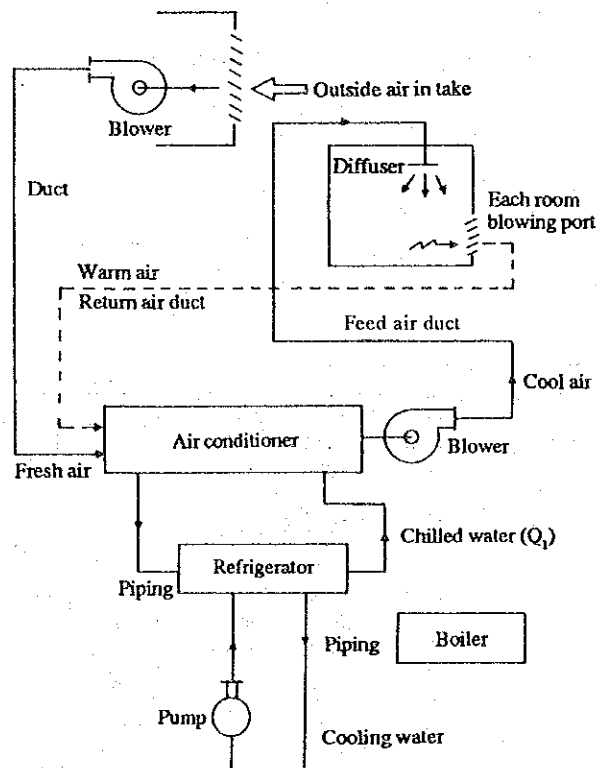 Outside air in take
Blower
Diffuser
Duct
Each room
blowing port
Warm air
Return air duct
Feed air duct
Cool air
Air conditioner
Blower
Fresh air
Chilled water (Q₁)
Refrigerator
Piping
Piping
Boiler
Pump
Cooling water